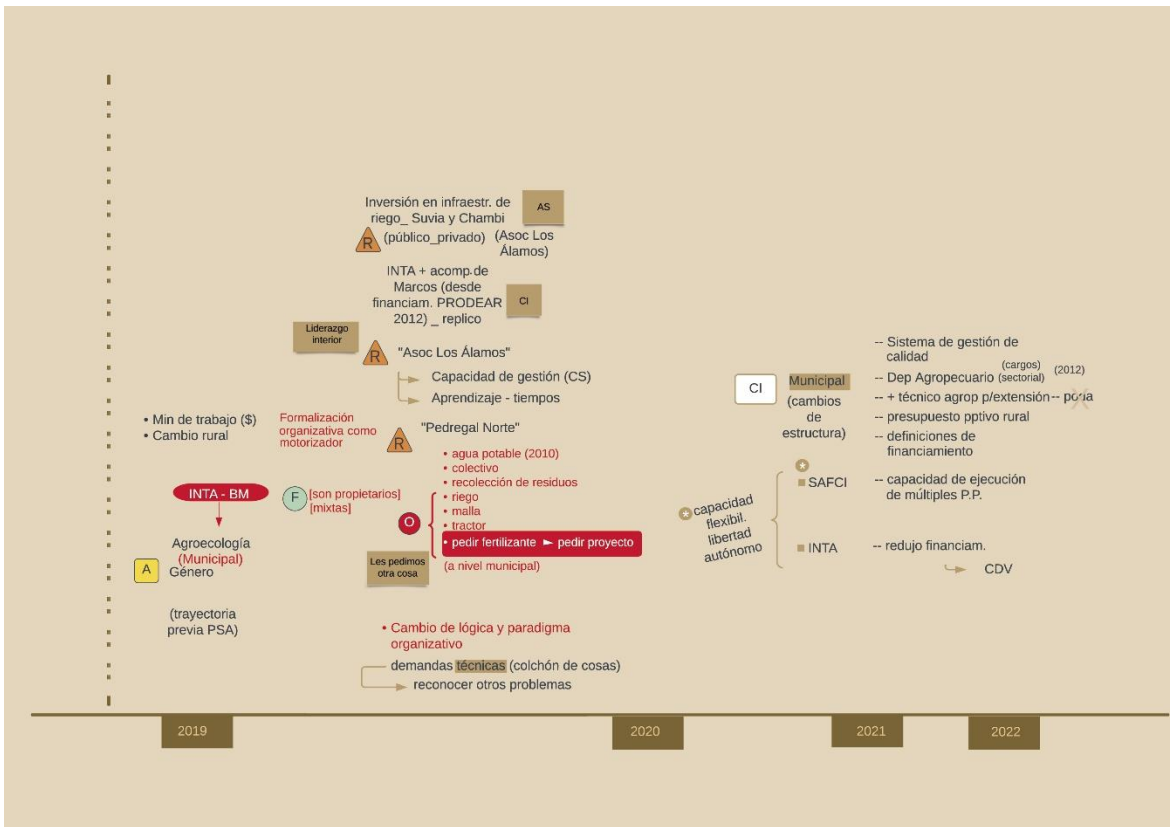 Inversión en infraestr. de
riego_ Suvia y Chambi
AS
R
(público_privado)
(Asoc Los
Álamos)
INTA + acomp.de
Marcos (desde
financiam. PRODEAR
2012) _ replico
CI
Liderazgo
interior
R
"Asoc Los Álamos"
Capacidad de gestión (CS)
Aprendizaje - tiempos
• Min de trabajo ($)
• Cambio rural
Formalización
organizativa como
motorizador
R
"Pedregal Norte"
• agua potable (2010)
• colectivo
• recolección de residuos
• riego
• malla
• tractor
• pedir fertilizante ► pedir proyecto
(a nivel municipal)
INTA - BM
F
[son propietarios]
[mixtas]
O
Les pedimos
otra cosa
Agroecología
(Municipal)
A
Género
(trayectoria
previa PSA)
• Cambio de lógica y paradigma
organizativo
demandas técnicas (colchón de cosas)
reconocer otros problemas
CI
Municipal
(cambios
de
estructura)
-- Sistema de gestión de
calidad
-- Dep Agropecuario
(cargos)
(sectorial)
(2012)
-- + técnico agrop p/extensión--
X
-- presupuesto pptivo rural
-- definiciones de
financiamiento
capacidad
flexibil.
libertad
autónomo
SAFCI
-- capacidad de ejecución
de múltiples P.P.
INTA
-- redujo financiam.
CDV
2019
2020
2021
2022